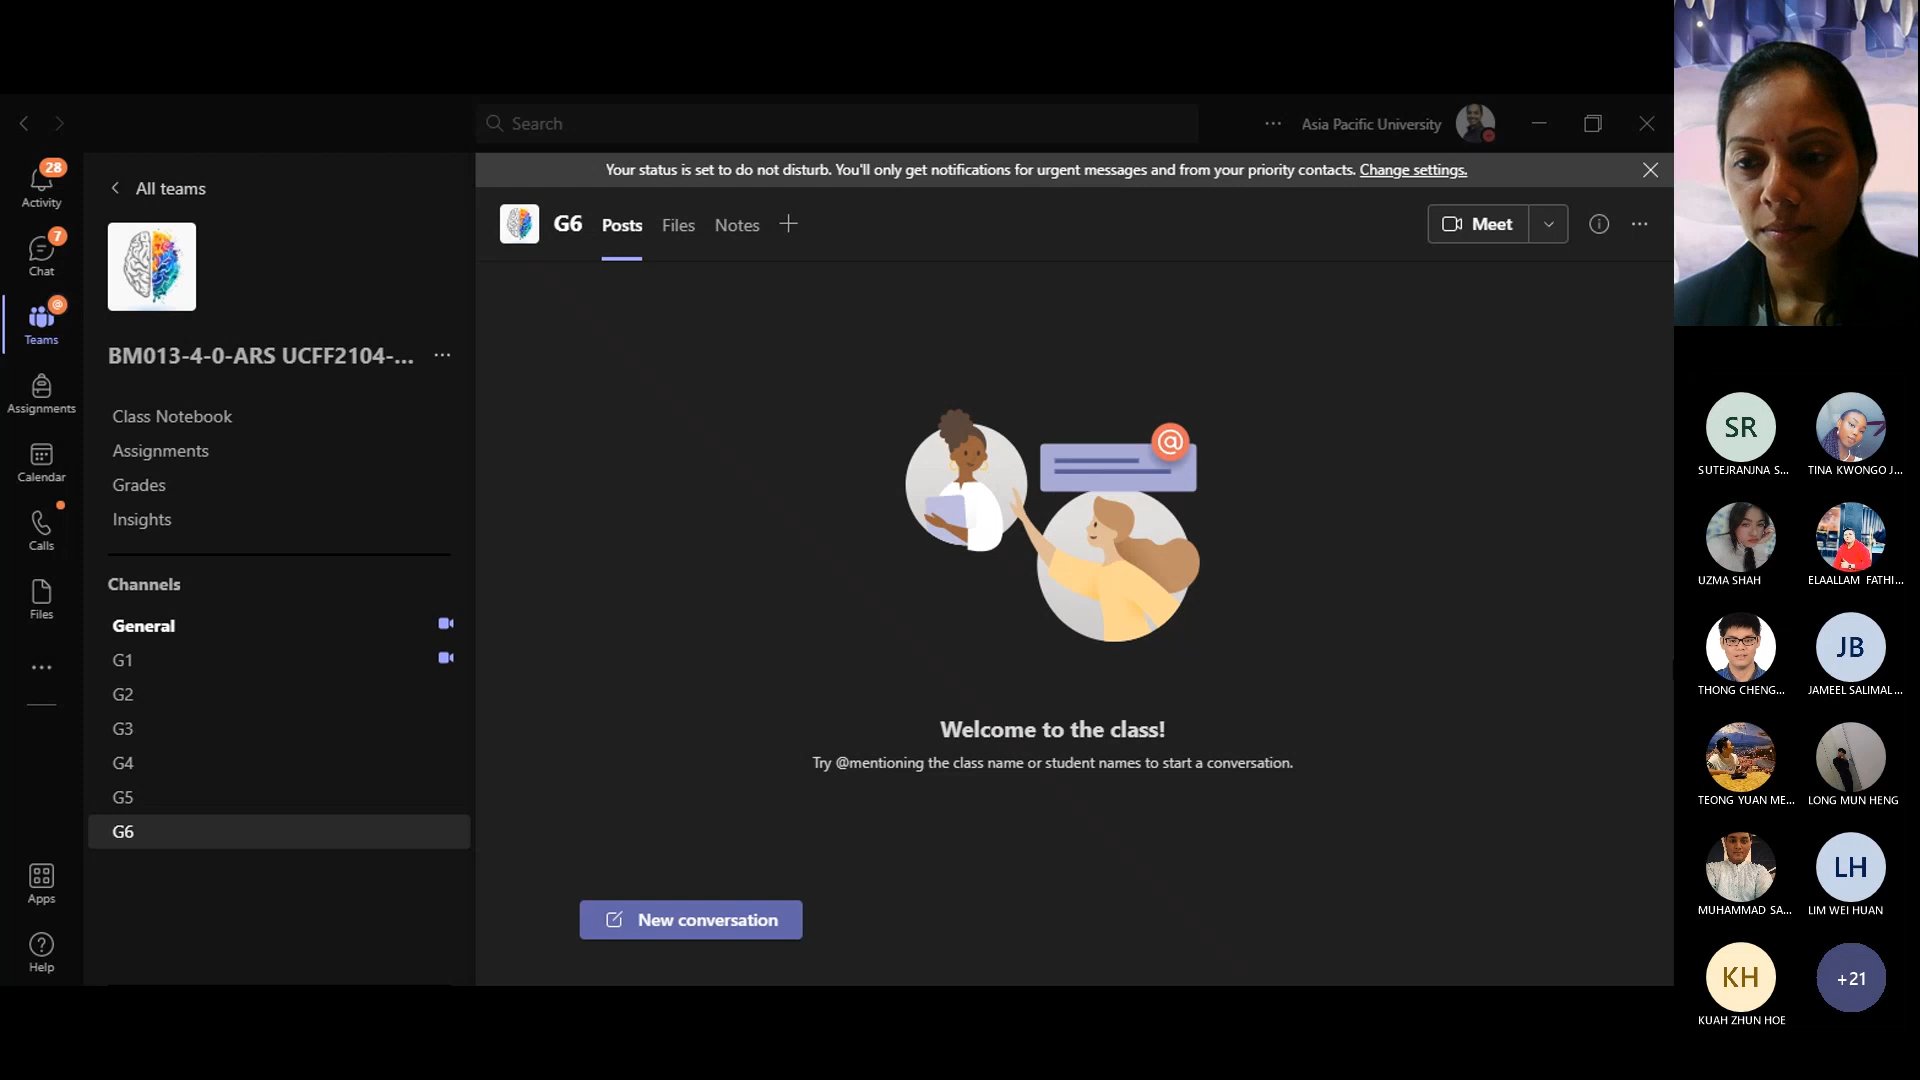 Search
Asia Pacific University
Your status is set to do not disturb. You'll only get notifications for urgent messages and from your priority contacts. Change settings.
28
Activity
7
Chat
@
Teams
Assignments
Calendar
Calls
Files
Apps
Help
All teams
BM013-4-0-ARS UCFF2104-...
Class Notebook
Assignments
Grades
Insights
Channels
General
G1
G2
G3
G4
G5
G6
G6 Posts Files Notes
Meet
@
Welcome to the class!
Try @mentioning the class name or student names to start a conversation.
New conversation
SR
SUTEJRANJNA S...
TINA KWONGO J...
UZMA SHAH
ELAALLAM FATHI...
THONG CHENG...
JB
JAMEEL SALIMAL...
TEONG YUAN ME...
LONG MUN HENG
MUHAMMAD SA...
LH
LIM WEI HUAN
KH
KUAH ZHUN HOE
+21